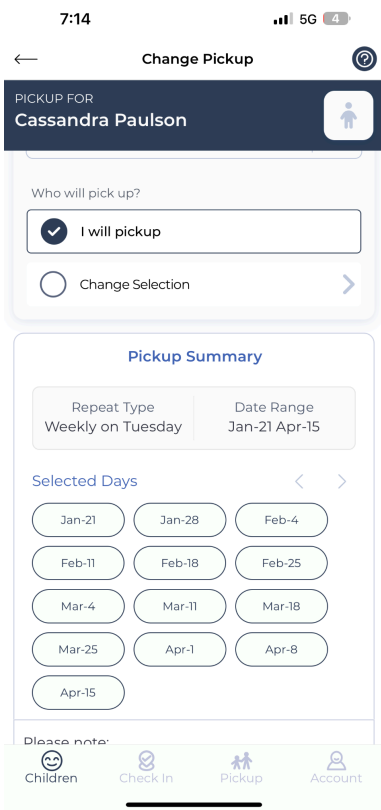 7:14 5G 4
Change Pickup
PICKUP FOR
Cassandra Paulson
Who will pick up?
I will pickup
Change Selection
Pickup Summary
Repeat Type Date Range
Weekly on Tuesday Jan-21 Apr-15
Selected Days
Jan-21 Jan-28 Feb-4
Feb-11 Feb-18 Feb-25
Mar-4 Mar-11 Mar-18
Mar-25 Apr-1 Apr-8
Apr-15
Please note:
Children Check In Pickup Account